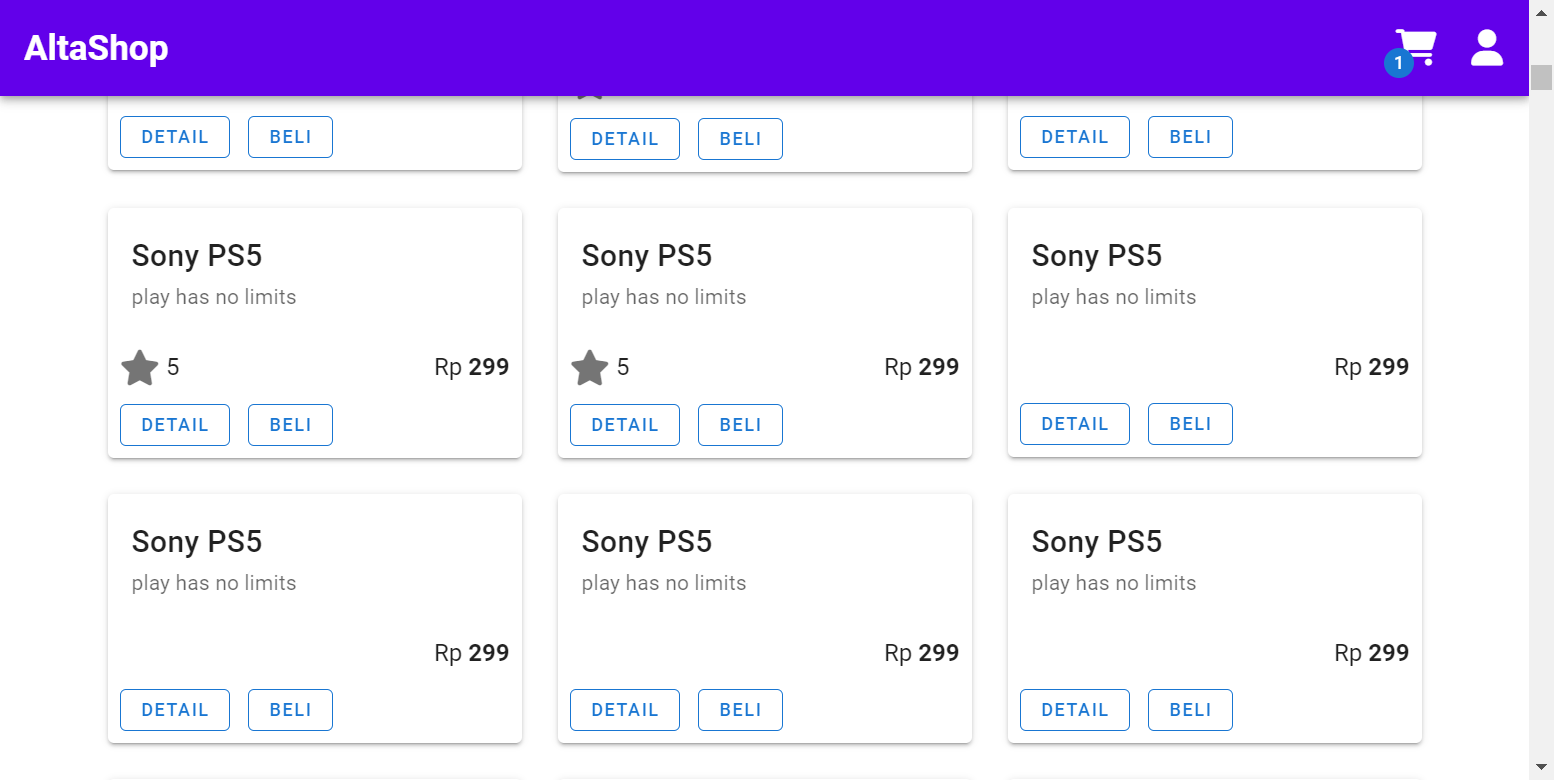 AltaShop
1
DETAIL BELI DETAIL BELI DETAIL BELI
Sony PS5 Sony PS5 Sony PS5
play has no limits play has no limits play has no limits
5 Rp 299 5 Rp 299 Rp 299
DETAIL BELI DETAIL BELI DETAIL BELI
Sony PS5 Sony PS5 Sony PS5
play has no limits play has no limits play has no limits
Rp 299 Rp 299 Rp 299
DETAIL BELI DETAIL BELI DETAIL BELI